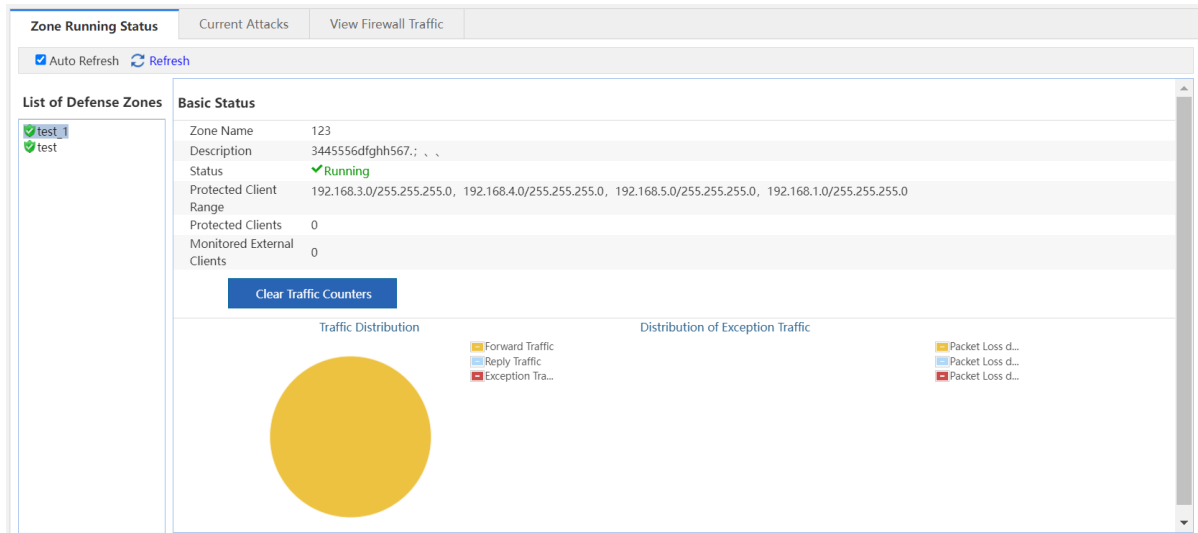 Zone Running Status
Current Attacks
View Firewall Traffic
Auto Refresh
Refresh
List of Defense Zones
test_1
test
Basic Status
Zone Name 123
Description 3445556dfghh567.；、、
Status Running
Protected Client Range 192.168.3.0/255.255.255.0，192.168.4.0/255.255.255.0，192.168.5.0/255.255.255.0，192.168.1.0/255.255.255.0
Protected Clients 0
Monitored External Clients 0
Clear Traffic Counters
Traffic Distribution
Forward Traffic
Reply Traffic
Exception Tra...
Distribution of Exception Traffic
Packet Loss d...
Packet Loss d...
Packet Loss d...